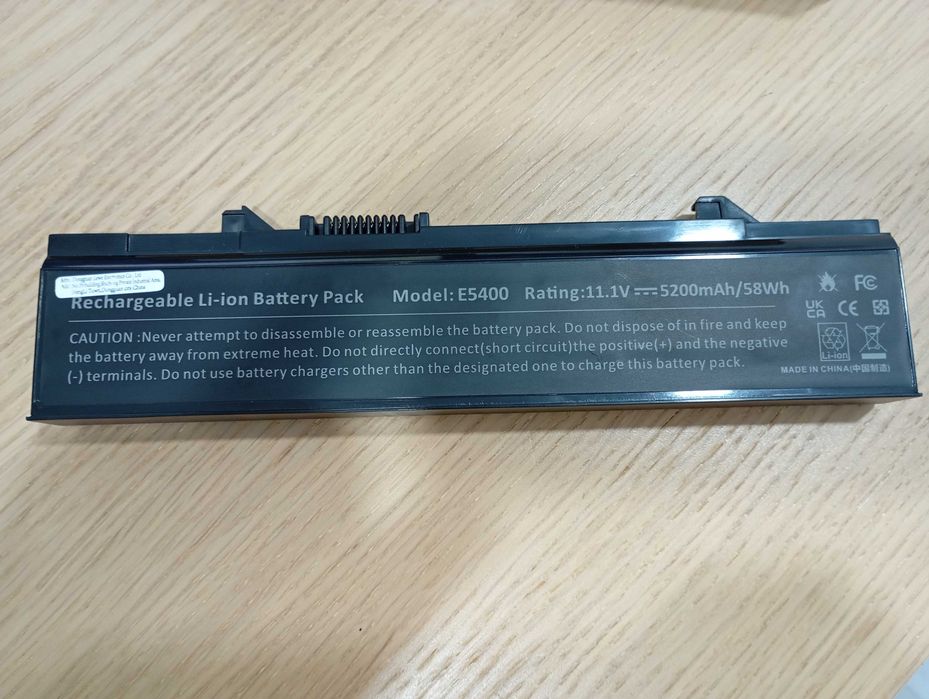 Rechargeable Li-ion Battery Pack Model: E5400 Rating:11.1V 5200mAh/58Wh
CAUTION :Never attempt to disassemble or reassemble the battery pack. Do not dispose of in fire and keep
the battery away from extreme heat. Do not directly connect(short circuit)the positive(+) and the negative
(-) terminals. Do not use battery chargers other than the designated one to charge this battery pack.
FC
UK
CA CE
Li-ion
MADE IN CHINA(中国制造)